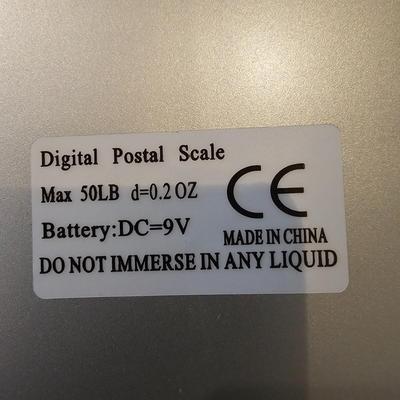 Digital Postal Scale
Max 50LB d=0.2 OZ
CE
Battery:DC=9V
MADE IN CHINA
DO NOT IMMERSE IN ANY LIQUID